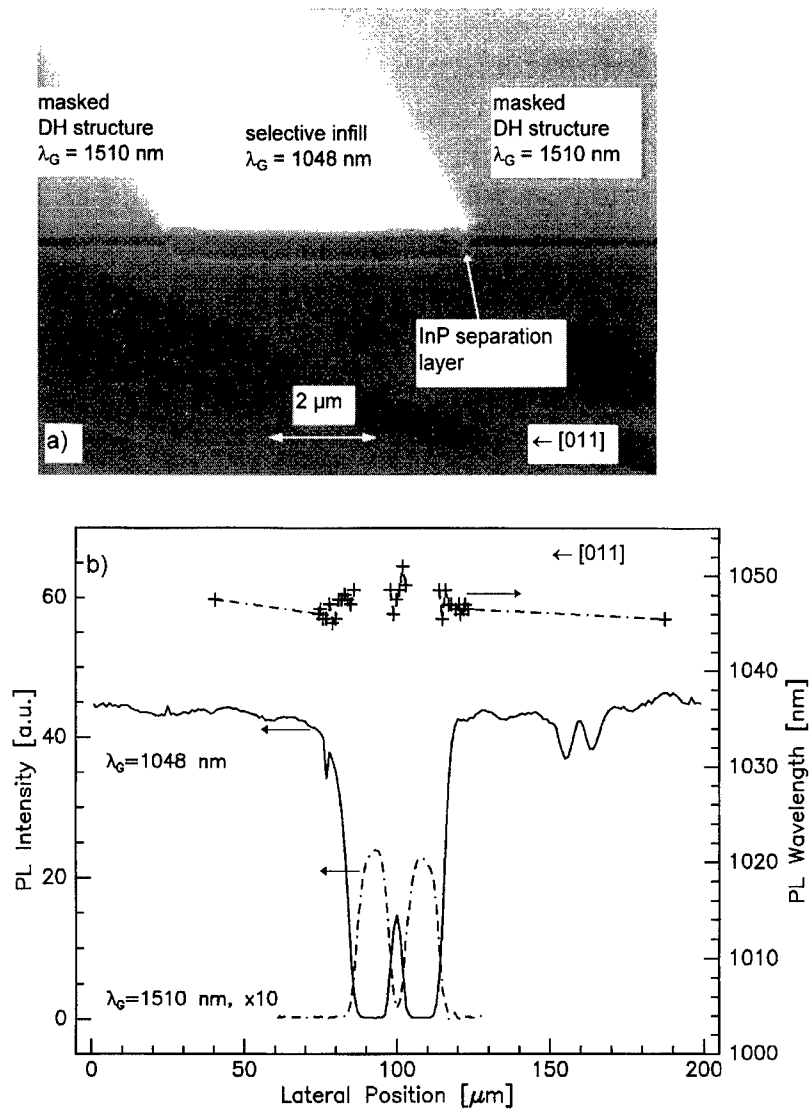 masked
DH structure
λG = 1510 nm
selective infill
λG = 1048 nm
masked
DH structure
λG = 1510 nm
InP separation
layer
2 µm
a)
← [011]
b)
← [011]
60
40
20
0
PL Intensity [a.u.]
λG=1048 nm
λG=1510 nm, x10
1050
1040
1030
1020
1010
1000
PL Wavelength [nm]
0
50
100
150
200
Lateral Position [µm]